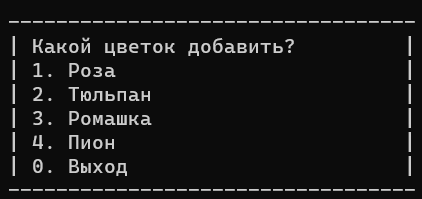 ----------------------------------
| Какой цветок добавить?         |
| 1. Роза                        |
| 2. Тюльпан                     |
| 3. Ромашка                     |
| 4. Пион                        |
| 0. Выход                       |
----------------------------------